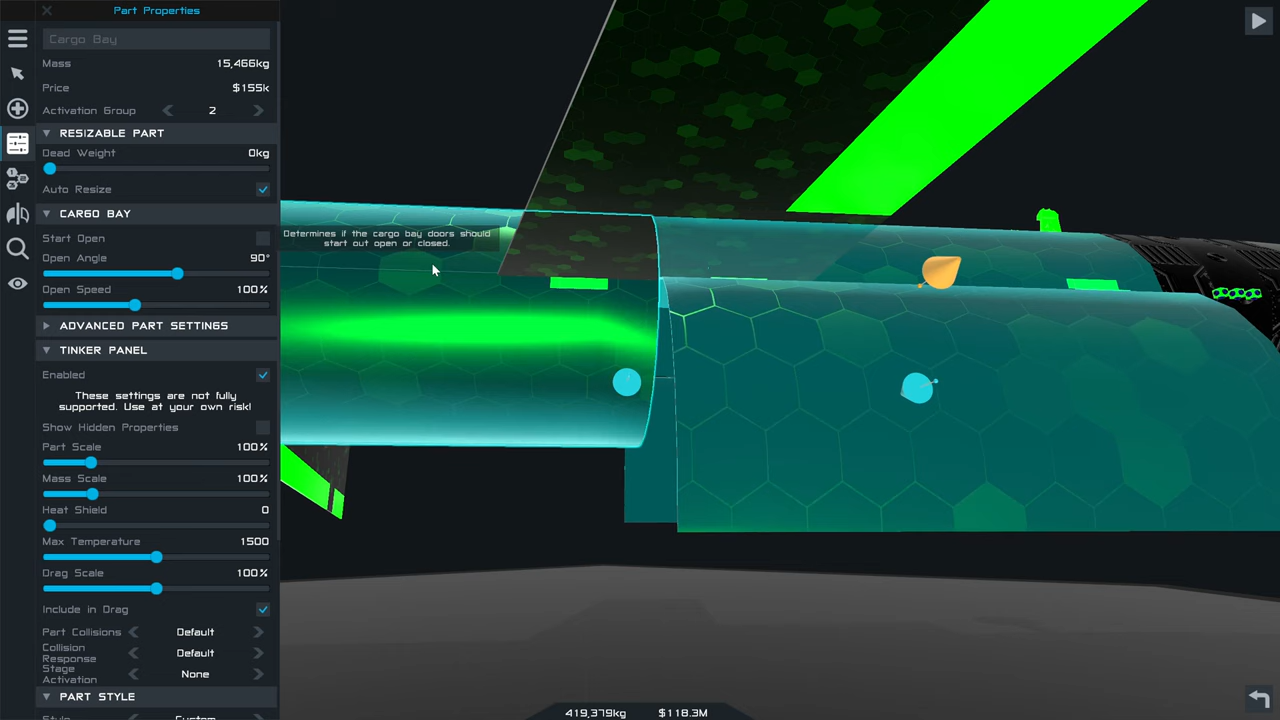 Part Properties
Cargo Bay
Mass 15,466kg
Price $155k
Activation Group 2
RESIZABLE PART
Dead Weight 0kg
Auto Resize
CARGO BAY
Start Open
Determines if the cargo bay doors should
start out open or closed.
Open Angle 90°
Open Speed 100%
ADVANCED PART SETTINGS
TINKER PANEL
Enabled
These settings are not fully
supported. Use at your own risk!
Show Hidden Properties
Part Scale 100%
Mass Scale 100%
Heat Shield 0
Max Temperature 1500
Drag Scale 100%
Include in Drag
Part Collisions Default
Collision
Response Default
Stage
Activation None
PART STYLE
Style Custom
419,379kg $118.3M